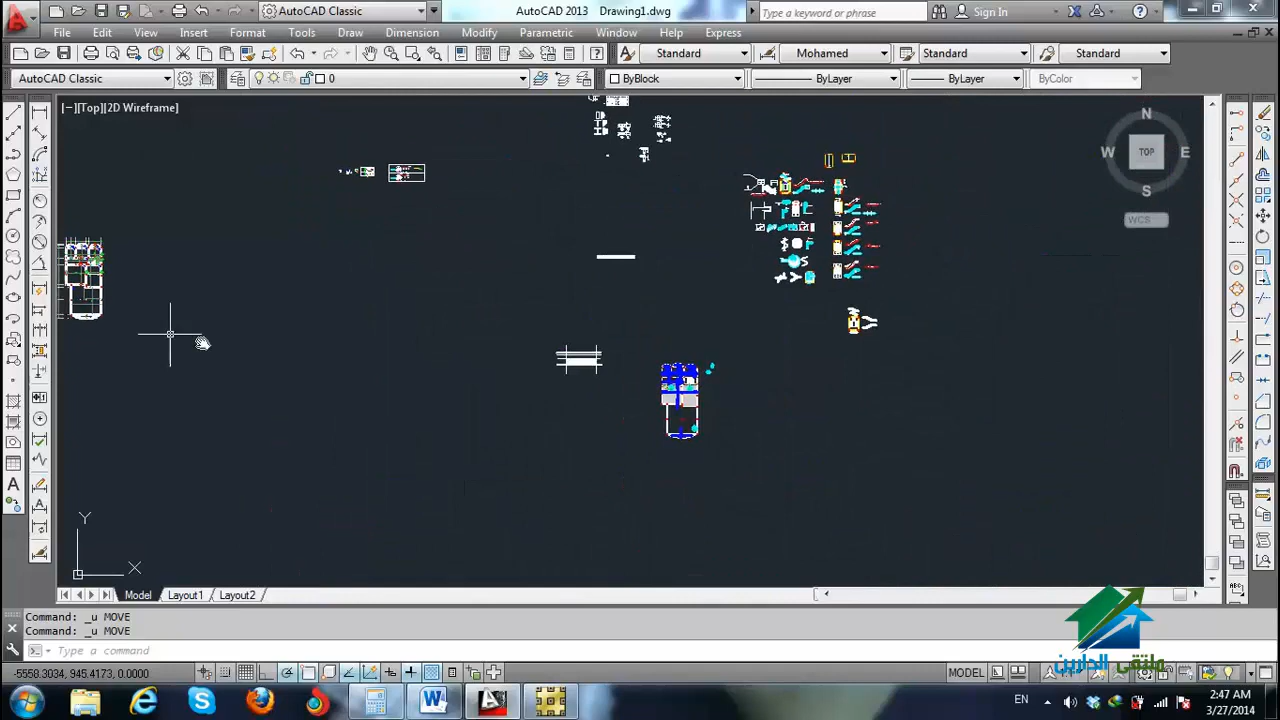 AutoCAD Classic
AutoCAD 2013 Drawing1.dwg
Type a keyword or phrase
Sign In
File Edit View Insert Format Tools Draw Dimension Modify Parametric Window Help Express
Standard
Mohamed
Standard
Standard
AutoCAD Classic
0
ByBlock
ByLayer
ByLayer
ByColor
[−][Top][2D Wireframe]
N
W TOP E
S
WCS
Y
X
Model Layout1 Layout2
Command: _u MOVE
Command: _u MOVE
Type a command
ملتقى الدارين
-5558.3034, 945.4173, 0.0000
MODEL
EN
2:47 AM
3/27/2014